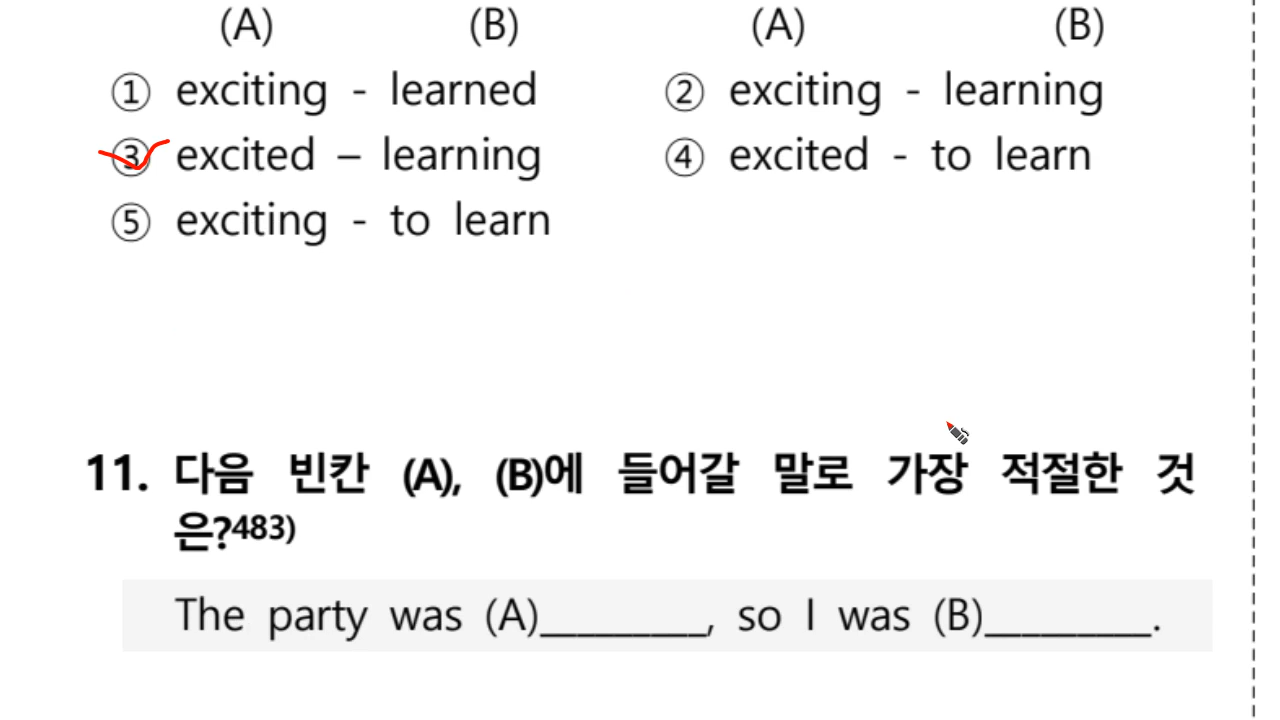 (A) (B) (A) (B)
① exciting - learned ② exciting - learning
③ excited – learning ④ excited - to learn
⑤ exciting - to learn
11. 다음 빈칸 (A), (B)에 들어갈 말로 가장 적절한 것
은?483)
The party was (A)________, so I was (B)________.